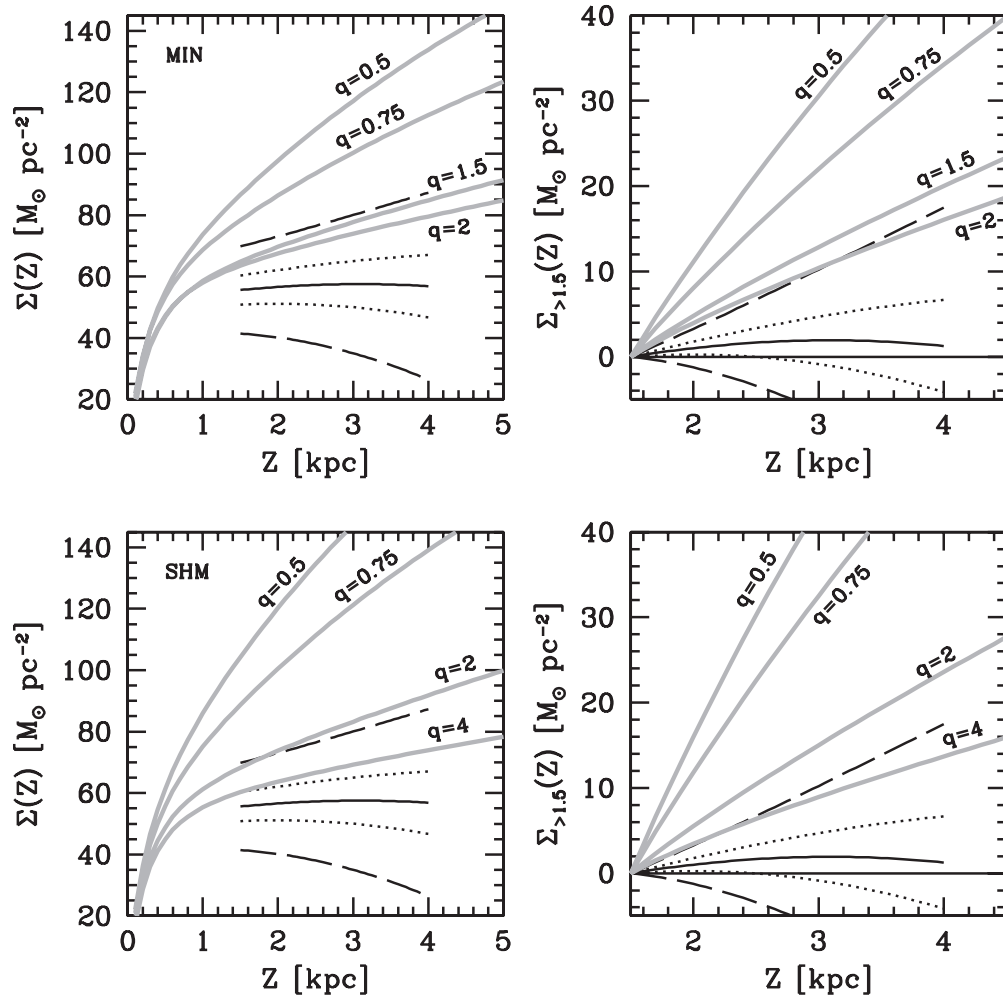 140
120
100
80
60
40
20
Σ(Z) [M⊙ pc⁻²]
MIN
q=0.5
q=0.75
q=1.5
q=2
0 1 2 3 4 5
Z [kpc]
40
30
20
10
0
Σ>1.5(Z) [M⊙ pc⁻²]
q=0.5
q=0.75
q=1.5
q=2
2 3 4
Z [kpc]
140
120
100
80
60
40
20
Σ(Z) [M⊙ pc⁻²]
SHM
q=0.5
q=0.75
q=2
q=4
0 1 2 3 4 5
Z [kpc]
40
30
20
10
0
Σ>1.5(Z) [M⊙ pc⁻²]
q=0.5
q=0.75
q=2
q=4
2 3 4
Z [kpc]